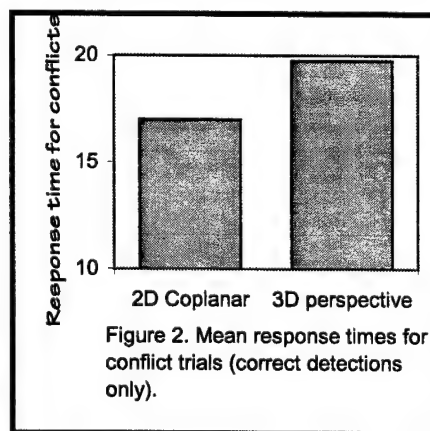 Response time for conflicts
20
15
10
2D Coplanar 3D perspective
Figure 2. Mean response times for
conflict trials (correct detections
only).